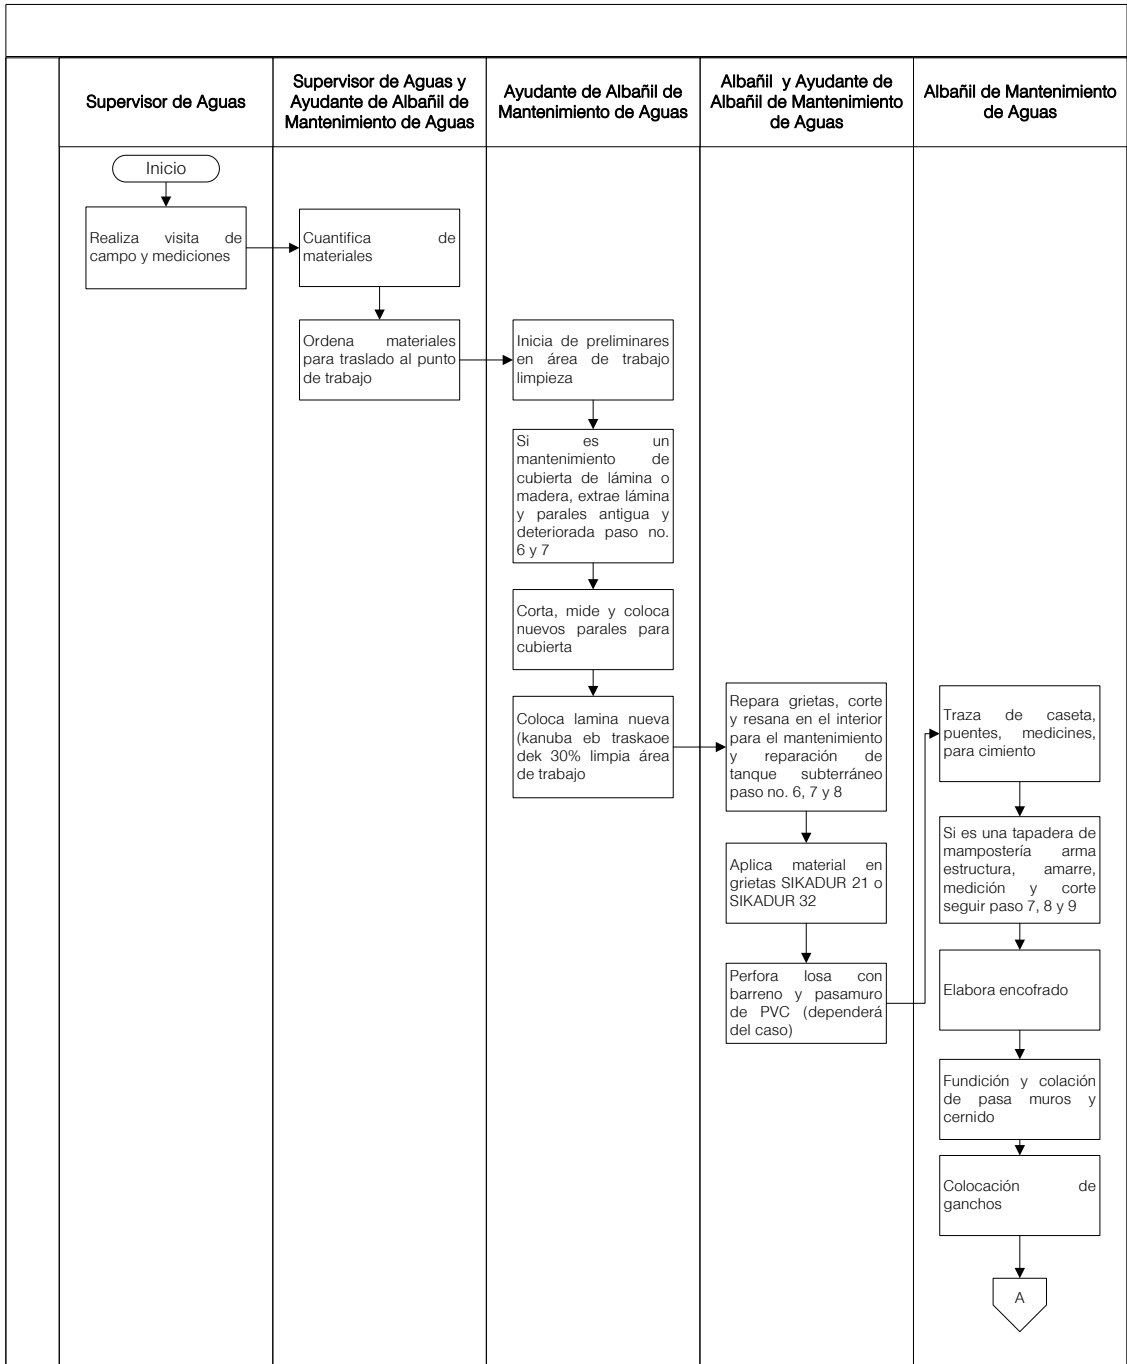 Supervisor de Aguas
Supervisor de Aguas y
Ayudante de Albañil de
Mantenimiento de Aguas
Ayudante de Albañil de
Mantenimiento de Aguas
Albañil y Ayudante de
Albañil de Mantenimiento
de Aguas
Albañil de Mantenimiento
de Aguas
Inicio
Realiza visita de
campo y mediciones
Cuantifica de
materiales
Ordena materiales
para traslado al punto
de trabajo
Inicia de preliminares
en área de trabajo
limpieza
Si es un
mantenimiento de
cubierta de lámina o
madera, extrae lámina
y parales antigua y
deteriorada paso no.
6 y 7
Corta, mide y coloca
nuevos parales para
cubierta
Coloca lamina nueva
(kanuba eb traskaoe
dek 30% limpia área
de trabajo
Repara grietas, corte
y resana en el interior
para el mantenimiento
y reparación de
tanque subterráneo
paso no. 6, 7 y 8
Aplica material en
grietas SIKADUR 21 o
SIKADUR 32
Perfora losa con
barreno y pasamuro
de PVC (dependerá
del caso)
Traza de caseta,
puentes, medicines,
para cimiento
Si es una tapadera de
mampostería arma
estructura, amarre,
medición y corte
seguir paso 7, 8 y 9
Elabora encofrado
Fundición y colación
de pasa muros y
cernido
Colocación de
ganchos
A